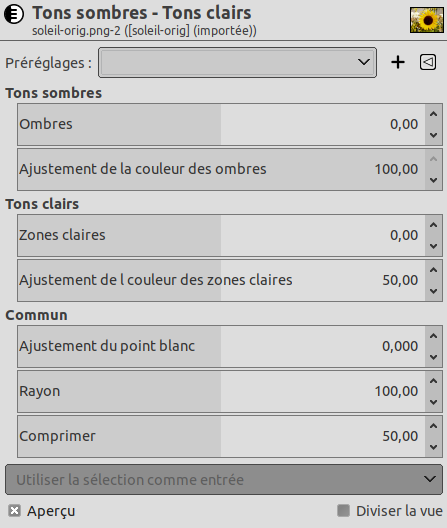 Tons sombres - Tons clairs
soleil-orig.png-2 ([soleil-orig] (importée))
Préréglages :
Tons sombres
Ombres 0,00
Ajustement de la couleur des ombres 100,00
Tons clairs
Zones claires 0,00
Ajustement de l couleur des zones claires 50,00
Commun
Ajustement du point blanc 0,000
Rayon 100,00
Comprimer 50,00
Utiliser la sélection comme entrée
Aperçu Diviser la vue